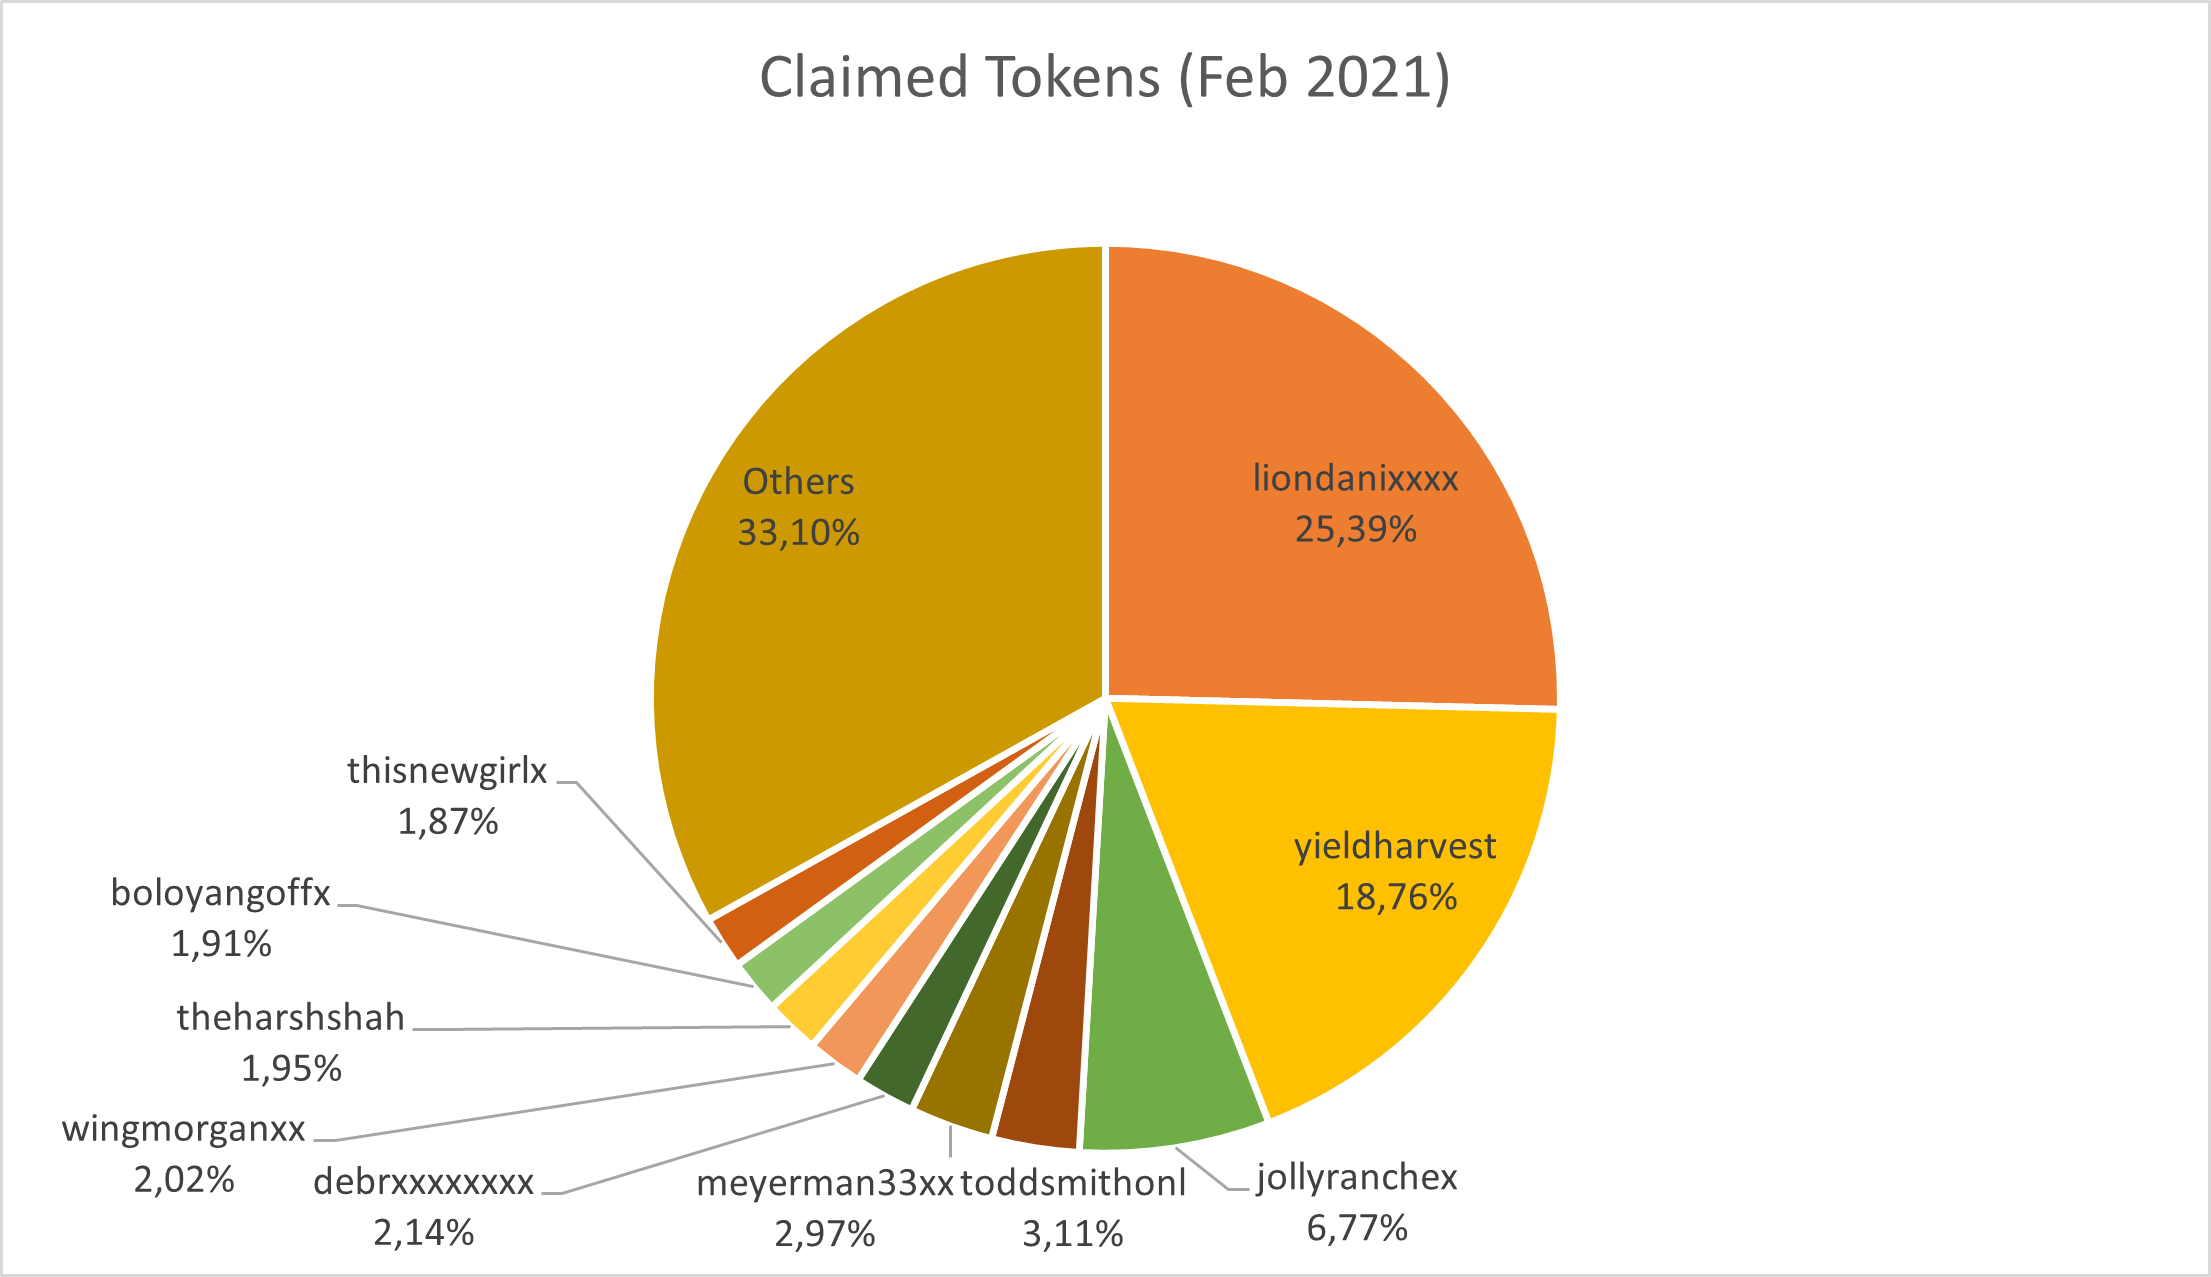 Claimed Tokens (Feb 2021)
Others
33,10%
liondanixxxx
25,39%
yieldharvest
18,76%
thisnewgirlx
1,87%
boloyangoffx
1,91%
theharshshah
1,95%
wingmorganxx
2,02%
debrxxxxxxxx
2,14%
meyerman33xx
2,97%
toddsmithonl
3,11%
jollyranchex
6,77%